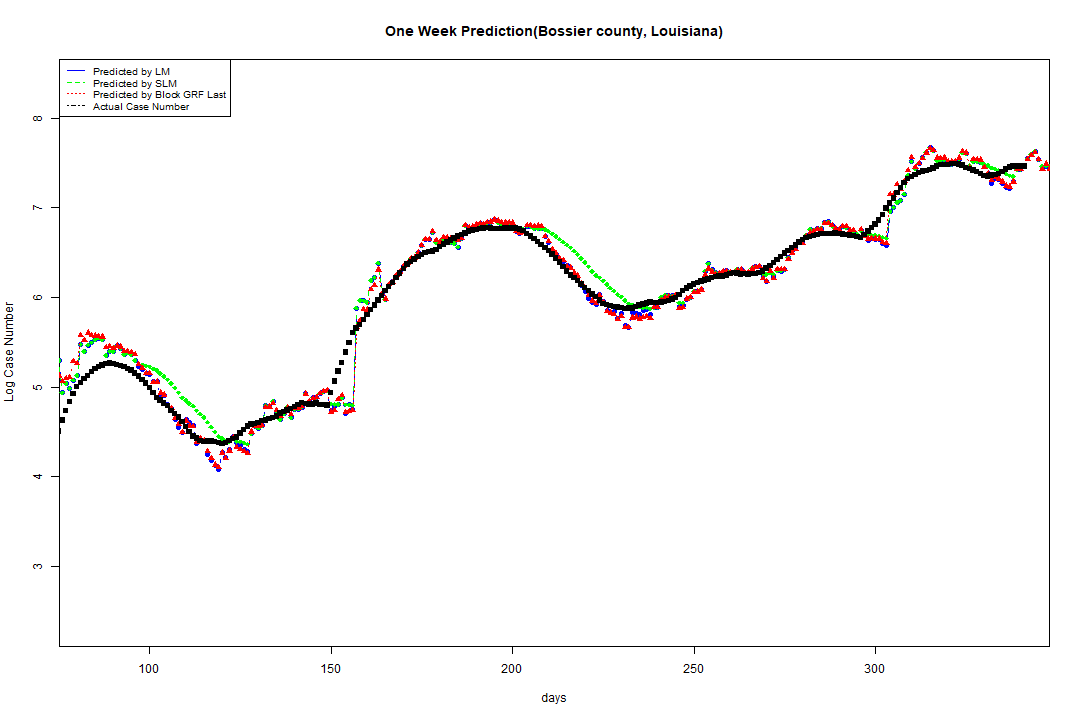 One Week Prediction(Bossier county, Louisiana)
Predicted by LM
Predicted by SLM
Predicted by Block GRF Last
Actual Case Number
8
7
6
5
4
3
Log Case Number
100 150 200 250 300
days